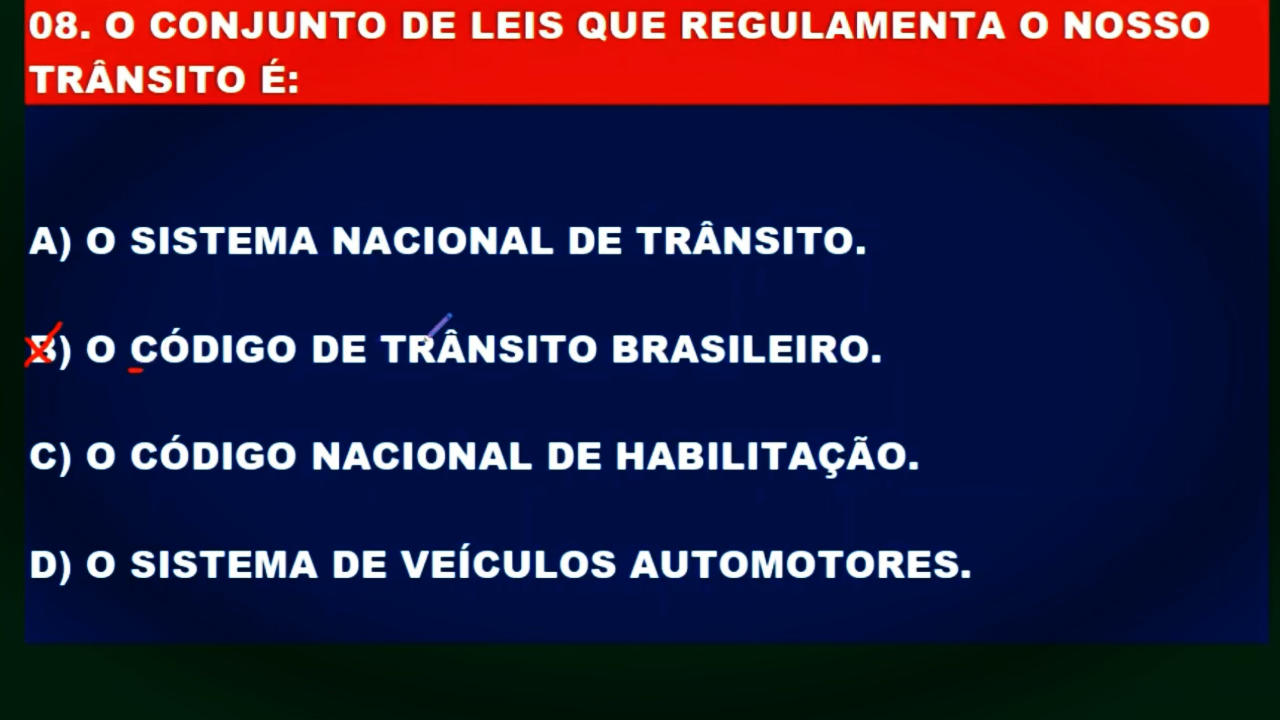 08. O CONJUNTO DE LEIS QUE REGULAMENTA O NOSSO
TRÂNSITO É:
A) O SISTEMA NACIONAL DE TRÂNSITO.
B) O CÓDIGO DE TRÂNSITO BRASILEIRO.
C) O CÓDIGO NACIONAL DE HABILITAÇÃO.
D) O SISTEMA DE VEÍCULOS AUTOMOTORES.